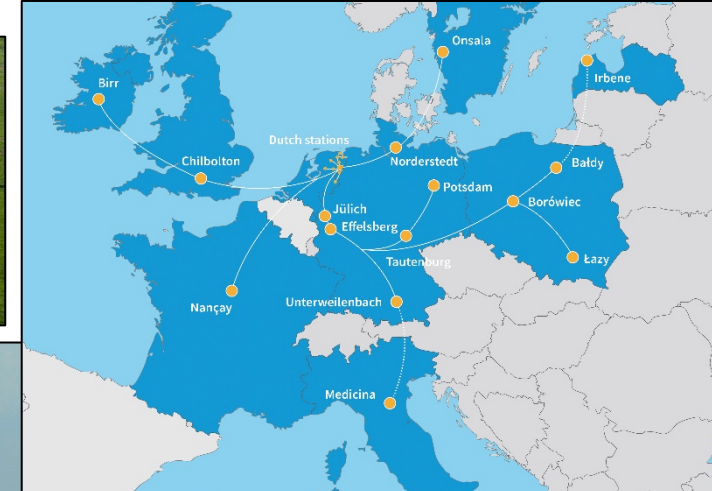 Onsala
Birr
Irbene
Dutch stations
Chilbolton
Norderstedt
Bałdy
Potsdam
Borówiec
Jülich
Effelsberg
Tautenburg
Łazy
Unterweilenbach
Nançay
Medicina